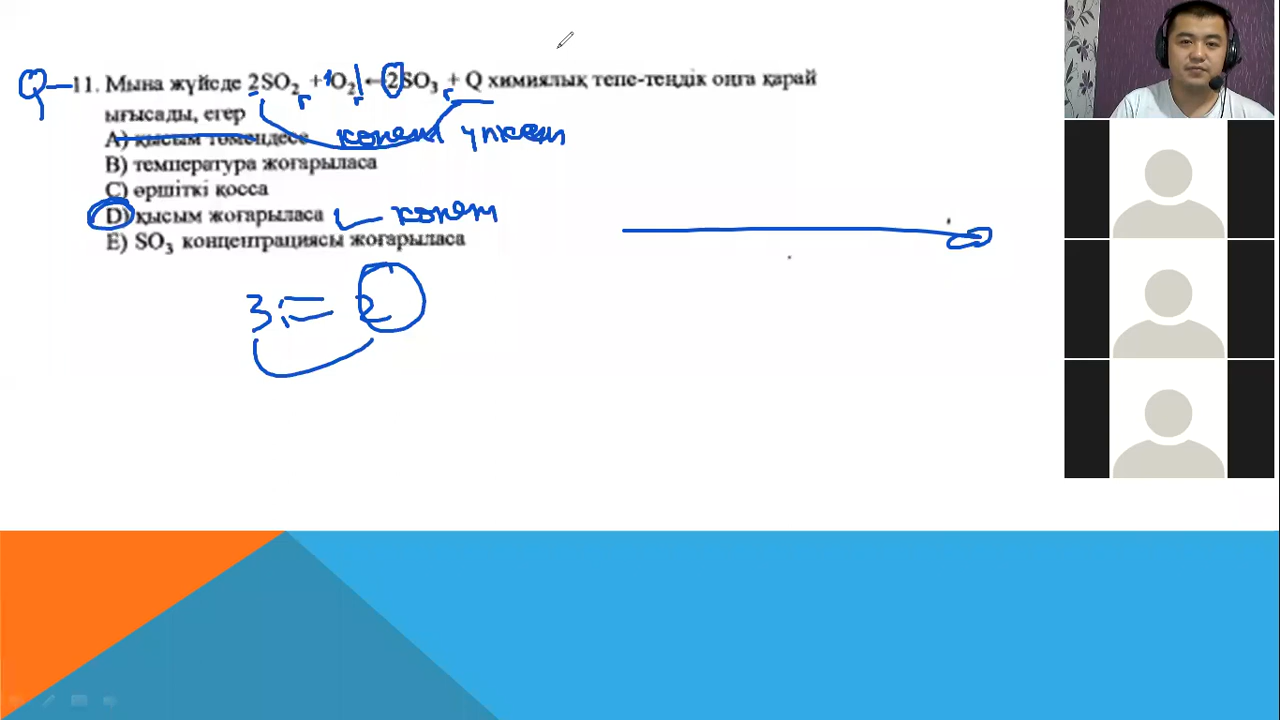 Q
11. Мына жүйеде 2SO₂ + 1O₂ ← 2SO₃ + Q химиялық тепе-теңдік оңға қарай
ығысады, егер
A) қысым төмендесе көлем үлкен
B) температура жоғарыласа
C) өршіткі қосса
D) қысым жоғарыласа көлем
E) SO₃ концентрациясы жоғарыласа
3 = 2